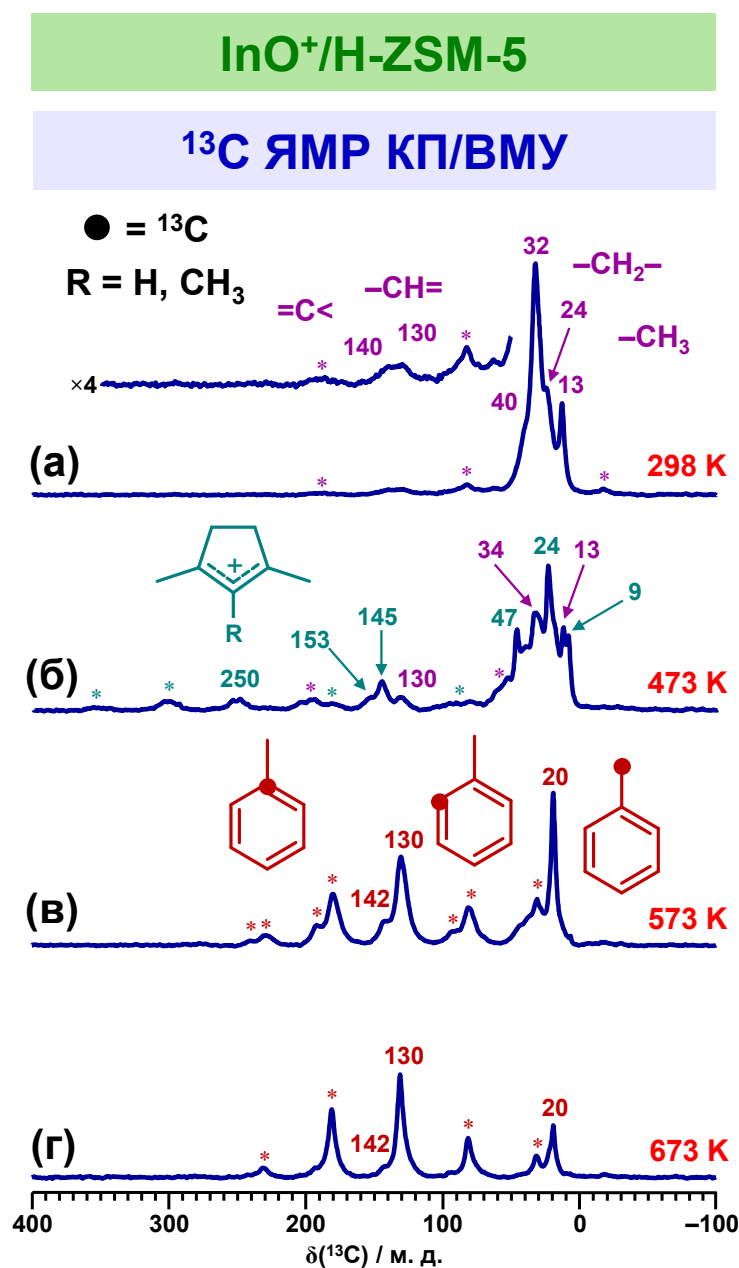 InO⁺/H-ZSM-5
¹³C ЯМР КП/ВМУ
● = ¹³C
R = H, CH₃
=C<
–CH=
32
–CH₂–
24
–CH₃
140
130
*
*
×4
40
13
(а)
*
*
*
298 K
+
R
34
24
13
9
153
145
47
(б)
*
*
250
*
*
130
*
*
473 K
20
130
(в)
*
*
*
*
142
*
*
*
573 K
130
(г)
*
*
142
*
*
20
673 K
400
300
200
100
0
–100
δ(¹³C) / м. д.